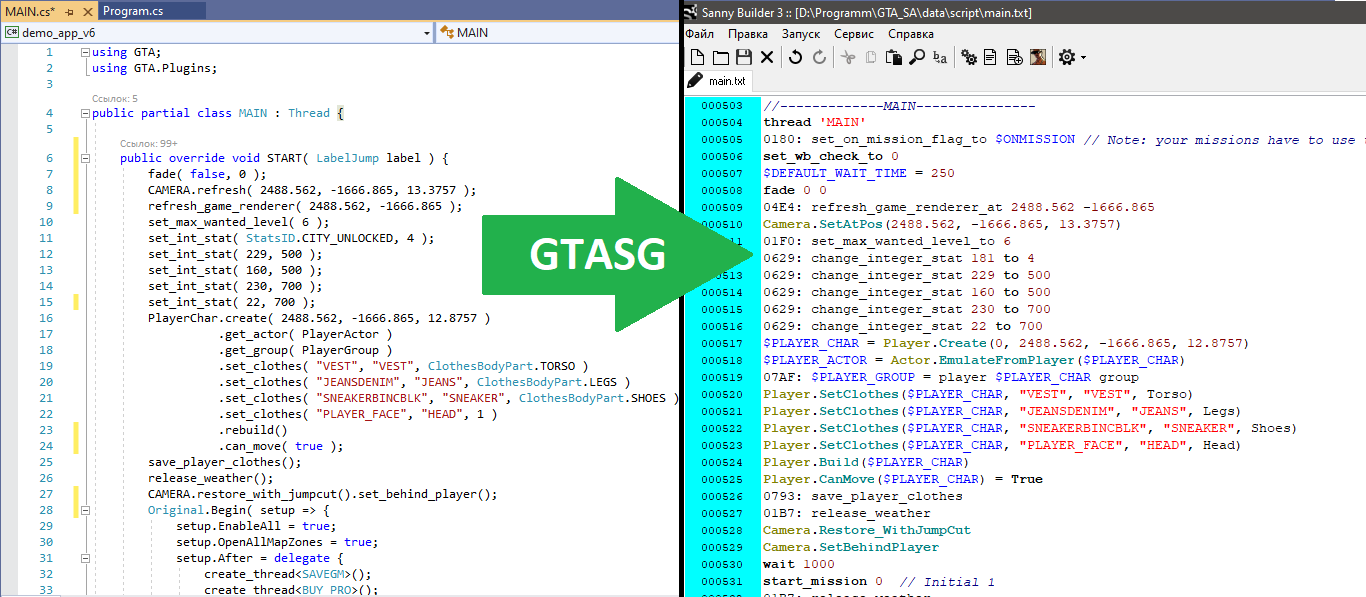 MAIN.cs*
Program.cs
demo_app_v6
MAIN
1 using GTA;
2 using GTA.Plugins;
3
Ссылок: 5
4 public partial class MAIN : Thread {
5
Ссылок: 99+
6 public override void START( LabelJump label ) {
7 fade( false, 0 );
8 CAMERA.refresh( 2488.562, -1666.865, 13.3757 );
9 refresh_game_renderer( 2488.562, -1666.865 );
10 set_max_wanted_level( 6 );
11 set_int_stat( StatsID.CITY_UNLOCKED, 4 );
12 set_int_stat( 229, 500 );
13 set_int_stat( 160, 500 );
14 set_int_stat( 230, 700 );
15 set_int_stat( 22, 700 );
16 PlayerChar.create( 2488.562, -1666.865, 12.8757 )
17 .get_actor( PlayerActor )
18 .get_group( PlayerGroup )
19 .set_clothes( "VEST", "VEST", ClothesBodyPart.TORSO )
20 .set_clothes( "JEANSDENIM", "JEANS", ClothesBodyPart.LEGS )
21 .set_clothes( "SNEAKERBINCBLK", "SNEAKER", ClothesBodyPart.SHOES )
22 .set_clothes( "PLAYER_FACE", "HEAD", 1 )
23 .rebuild()
24 .can_move( true );
25 save_player_clothes();
26 release_weather();
27 CAMERA.restore_with_jumpcut().set_behind_player();
28 Original.Begin( setup => {
29 setup.EnableAll = true;
30 setup.OpenAllMapZones = true;
31 setup.After = delegate {
32 create_thread<SAVEGM>();
33 create_thread<BUY_PRO>();
GTASG
Sanny Builder 3 :: [D:\Programm\GTA_SA\data\script\main.txt]
Файл Правка Запуск Сервис Справка
main.txt
000503 //-------------MAIN---------------
000504 thread 'MAIN'
000505 0180: set_on_mission_flag_to $ONMISSION // Note: your missions have to use
000506 set_wb_check_to 0
000507 $DEFAULT_WAIT_TIME = 250
000508 fade 0 0
000509 04E4: refresh_game_renderer_at 2488.562 -1666.865
000510 Camera.SetAtPos(2488.562, -1666.865, 13.3757)
11 01F0: set_max_wanted_level_to 6
0629: change_integer_stat 181 to 4
000513 0629: change_integer_stat 229 to 500
000514 0629: change_integer_stat 160 to 500
000515 0629: change_integer_stat 230 to 700
000516 0629: change_integer_stat 22 to 700
000517 $PLAYER_CHAR = Player.Create(0, 2488.562, -1666.865, 12.8757)
000518 $PLAYER_ACTOR = Actor.EmulateFromPlayer($PLAYER_CHAR)
000519 07AF: $PLAYER_GROUP = player $PLAYER_CHAR group
000520 Player.SetClothes($PLAYER_CHAR, "VEST", "VEST", Torso)
000521 Player.SetClothes($PLAYER_CHAR, "JEANSDENIM", "JEANS", Legs)
000522 Player.SetClothes($PLAYER_CHAR, "SNEAKERBINCBLK", "SNEAKER", Shoes)
000523 Player.SetClothes($PLAYER_CHAR, "PLAYER_FACE", "HEAD", Head)
000524 Player.Build($PLAYER_CHAR)
000525 Player.CanMove($PLAYER_CHAR) = True
000526 0793: save_player_clothes
000527 01B7: release_weather
000528 Camera.Restore_WithJumpCut
000529 Camera.SetBehindPlayer
000530 wait 1000
000531 start_mission 0 // Initial 1